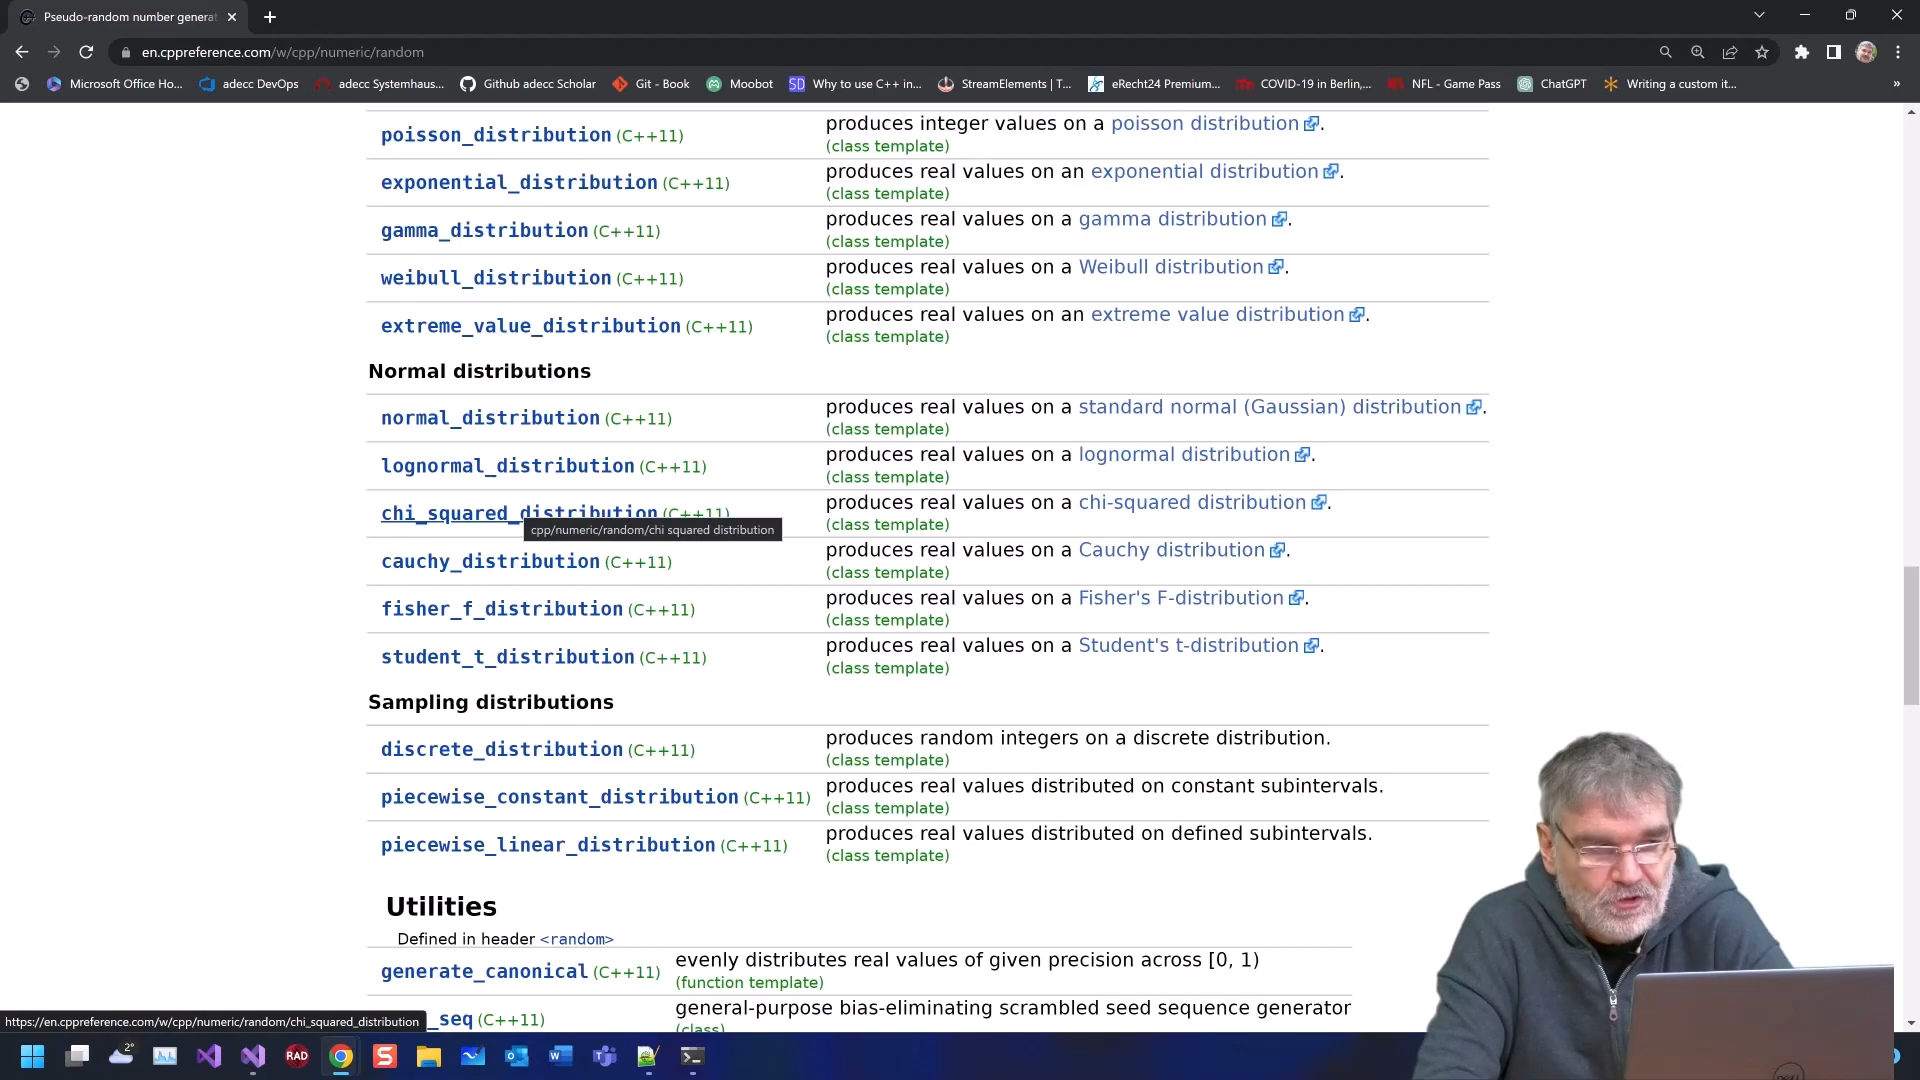 Pseudo-random number generat
en.cppreference.com/w/cpp/numeric/random
Microsoft Office Ho...
adecc DevOps
adecc Systemhaus...
Github adecc Scholar
Git - Book
Moobot
SD
Why to use C++ in...
StreamElements | T...
eRecht24 Premium...
COVID-19 in Berlin,...
NFL - Game Pass
ChatGPT
Writing a custom it...
»
poisson_distribution (C++11)
produces integer values on a poisson distribution.
(class template)
exponential_distribution (C++11)
produces real values on an exponential distribution.
(class template)
gamma_distribution (C++11)
produces real values on a gamma distribution.
(class template)
weibull_distribution (C++11)
produces real values on a Weibull distribution.
(class template)
extreme_value_distribution (C++11)
produces real values on an extreme value distribution.
(class template)
Normal distributions
normal_distribution (C++11)
produces real values on a standard normal (Gaussian) distribution.
(class template)
lognormal_distribution (C++11)
produces real values on a lognormal distribution.
(class template)
chi_squared_distribution (C++11)
produces real values on a chi-squared distribution.
(class template)
cpp/numeric/random/chi squared distribution
cauchy_distribution (C++11)
produces real values on a Cauchy distribution.
(class template)
fisher_f_distribution (C++11)
produces real values on a Fisher's F-distribution.
(class template)
student_t_distribution (C++11)
produces real values on a Student's t-distribution.
(class template)
Sampling distributions
discrete_distribution (C++11)
produces random integers on a discrete distribution.
(class template)
piecewise_constant_distribution (C++11)
produces real values distributed on constant subintervals.
(class template)
piecewise_linear_distribution (C++11)
produces real values distributed on defined subintervals.
(class template)
Utilities
Defined in header <random>
generate_canonical (C++11)
evenly distributes real values of given precision across [0, 1)
(function template)
_seq (C++11)
general-purpose bias-eliminating scrambled seed sequence generator
(class)
https://en.cppreference.com/w/cpp/numeric/random/chi_squared_distribution
2°
RAD
DELL